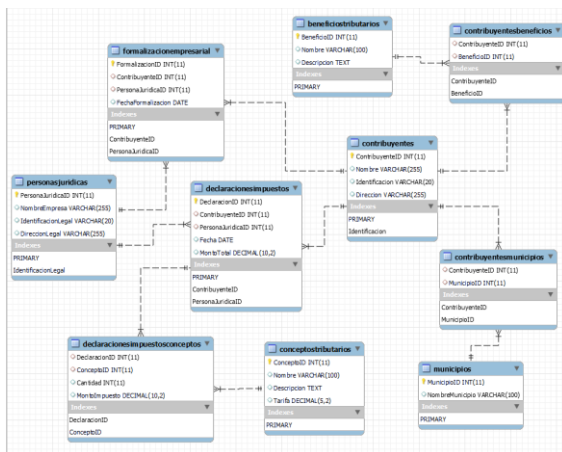 beneficiostributarios
BeneficioID INT(11)
Nombre VARCHAR(100)
Descripcion TEXT
Indexes
PRIMARY
contribuyentesbeneficios
ContribuyenteID INT(11)
BeneficioID INT(11)
Indexes
ContribuyenteID
BeneficioID
formalizacionempresarial
FormalizacionID INT(11)
ContribuyenteID INT(11)
PersonaJuridicaID INT(11)
FechaFormalizacion DATE
Indexes
PRIMARY
ContribuyenteID
PersonaJuridicaID
contribuyentes
ContribuyenteID INT(11)
Nombre VARCHAR(255)
Identificacion VARCHAR(20)
Direccion VARCHAR(255)
Indexes
PRIMARY
Identificacion
personasjuridicas
PersonaJuridicaID INT(11)
NombreEmpresa VARCHAR(255)
IdentificacionLegal VARCHAR(20)
DireccionLegal VARCHAR(255)
Indexes
PRIMARY
IdentificacionLegal
declaracionesimpuestos
DeclaracionID INT(11)
ContribuyenteID INT(11)
PersonaJuridicaID INT(11)
Fecha DATE
MontoTotal DECIMAL(10,2)
Indexes
PRIMARY
ContribuyenteID
PersonaJuridicaID
contribuyentesmunicipios
ContribuyenteID INT(11)
MunicipioID INT(11)
Indexes
ContribuyenteID
MunicipioID
declaracionesimpuestosconceptos
DeclaracionID INT(11)
ConceptoID INT(11)
Cantidad INT(11)
MontoImpuesto DECIMAL(10,2)
Indexes
DeclaracionID
ConceptoID
conceptostributarios
ConceptoID INT(11)
Nombre VARCHAR(100)
Descripcion TEXT
Tarifa DECIMAL(5,2)
Indexes
PRIMARY
municipios
MunicipioID INT(11)
NombreMunicipio VARCHAR(100)
Indexes
PRIMARY